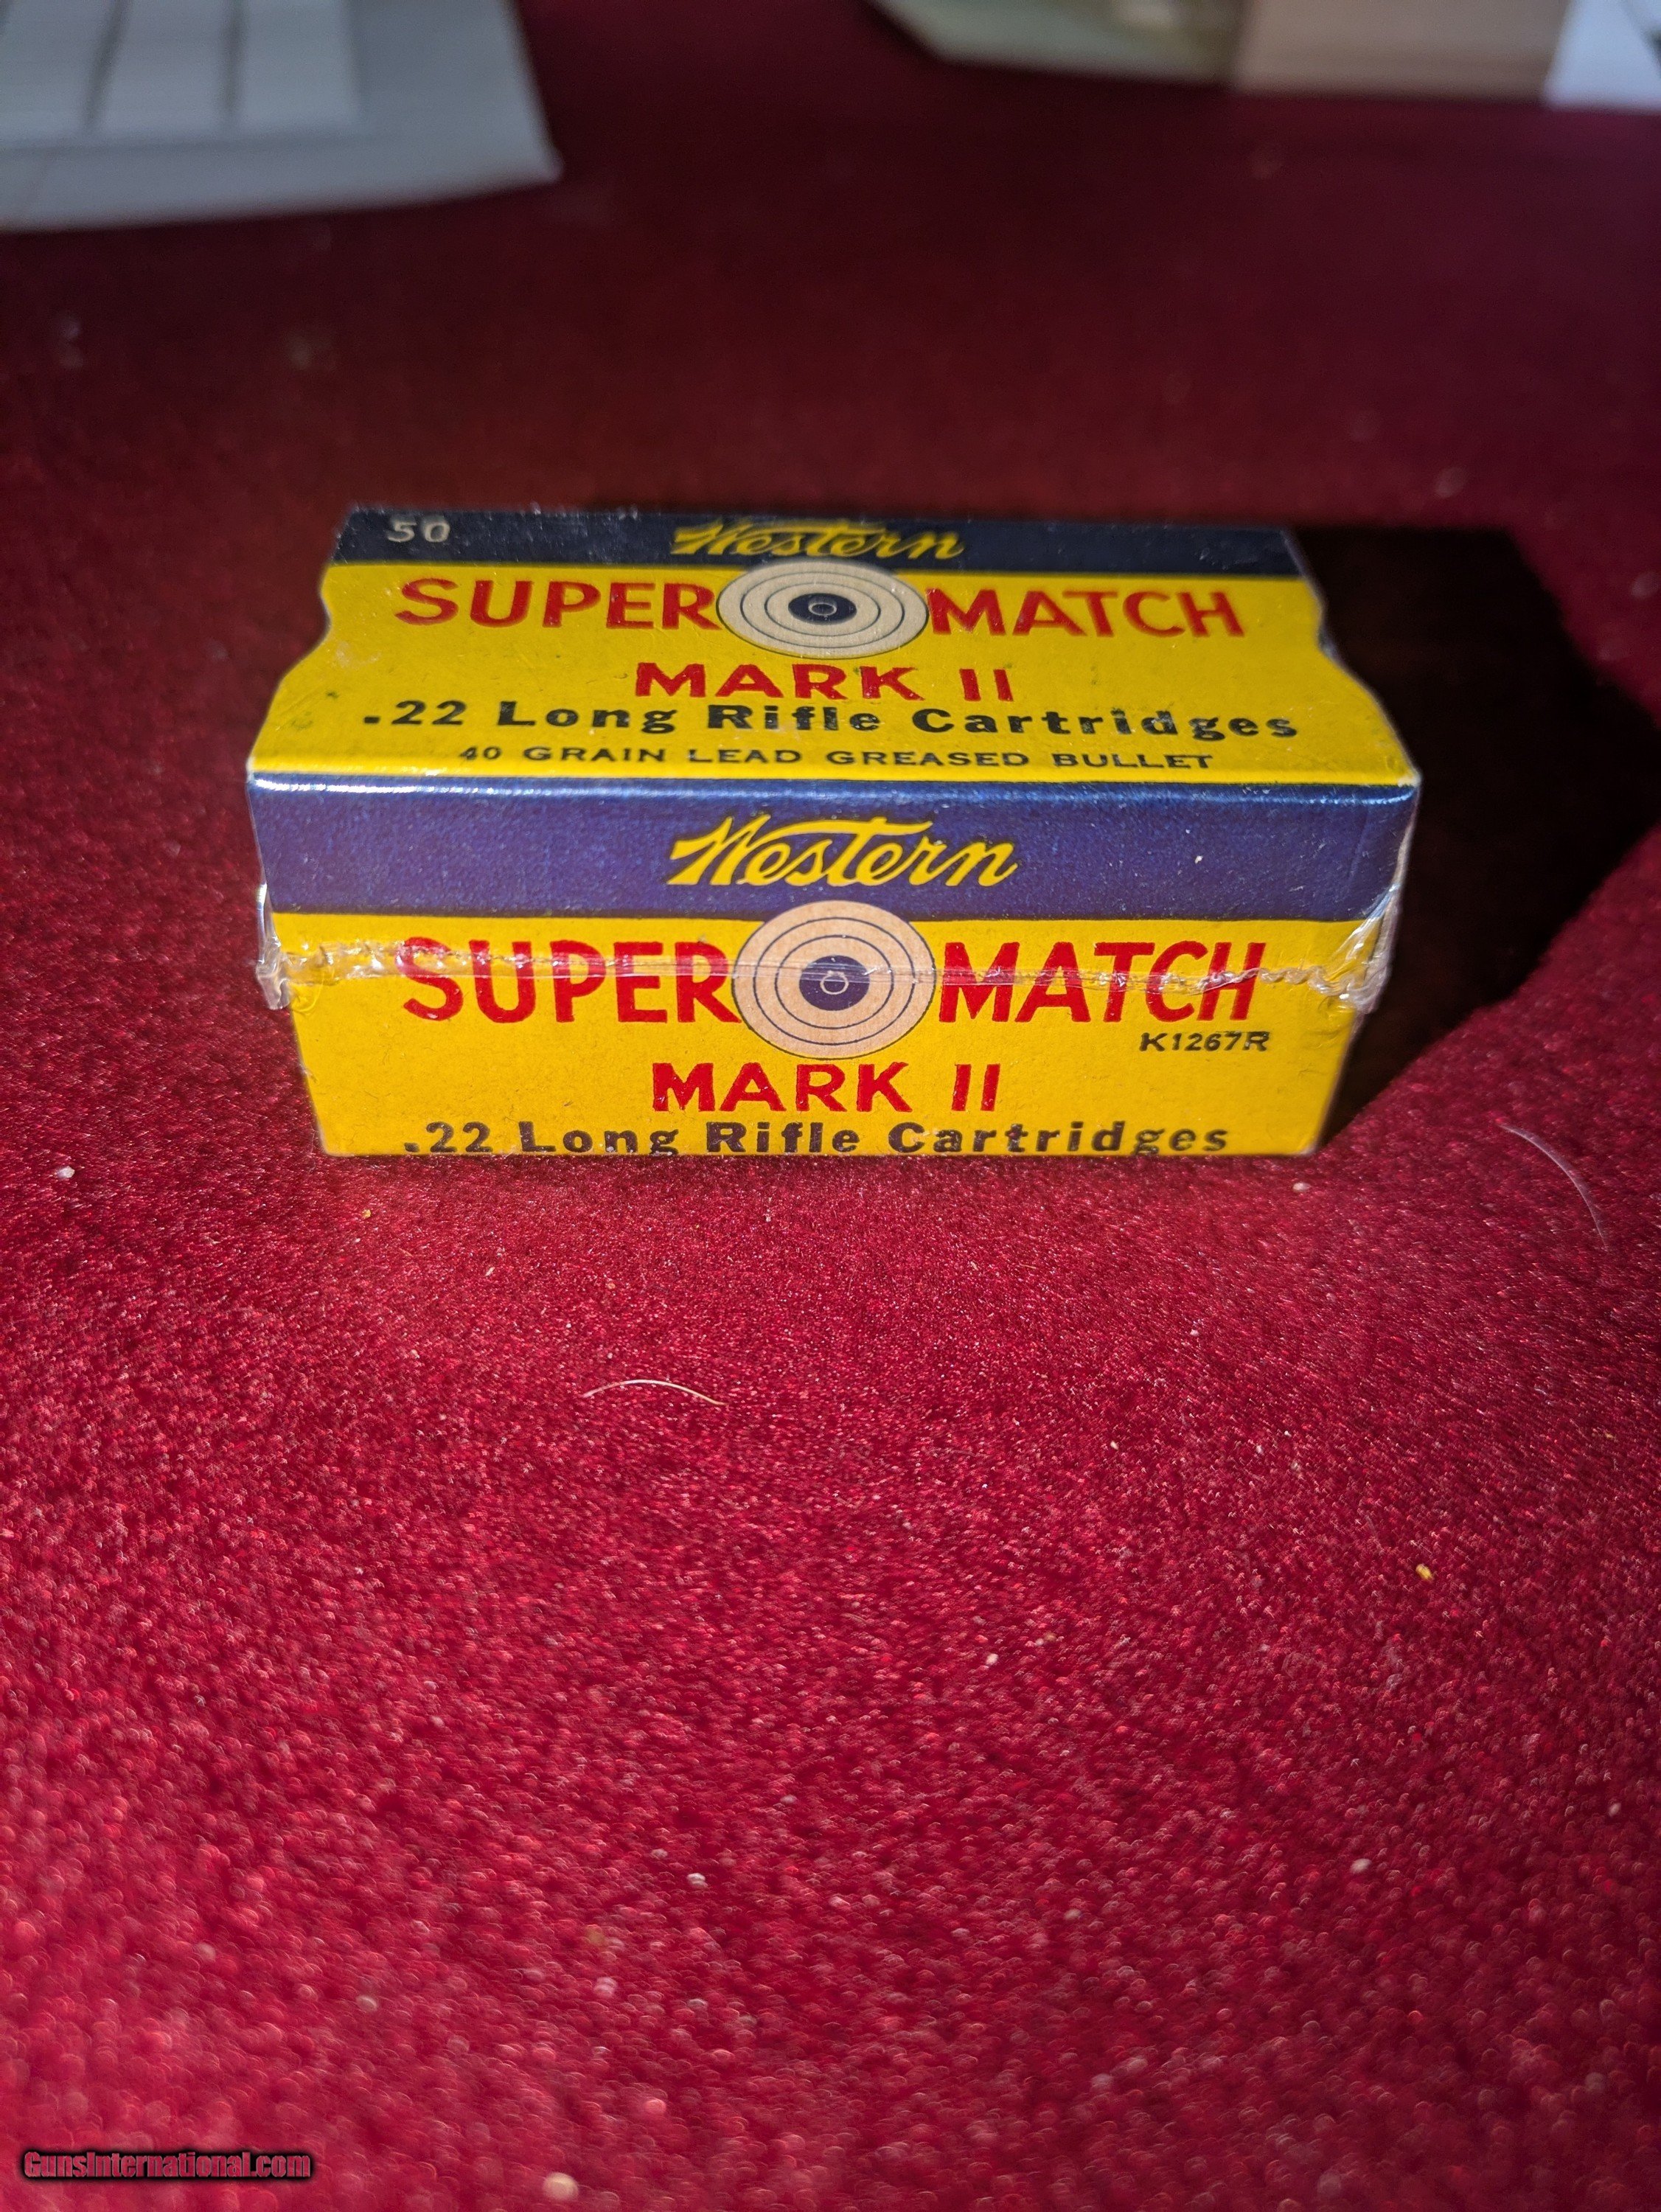 50
Western
SUPER MATCH
MARK II
.22 Long Rifle Cartridges
40 GRAIN LEAD GREASED BULLET
Western
SUPER MATCH
K1267R
MARK II
.22 Long Rifle Cartridges
GunsInternational.com